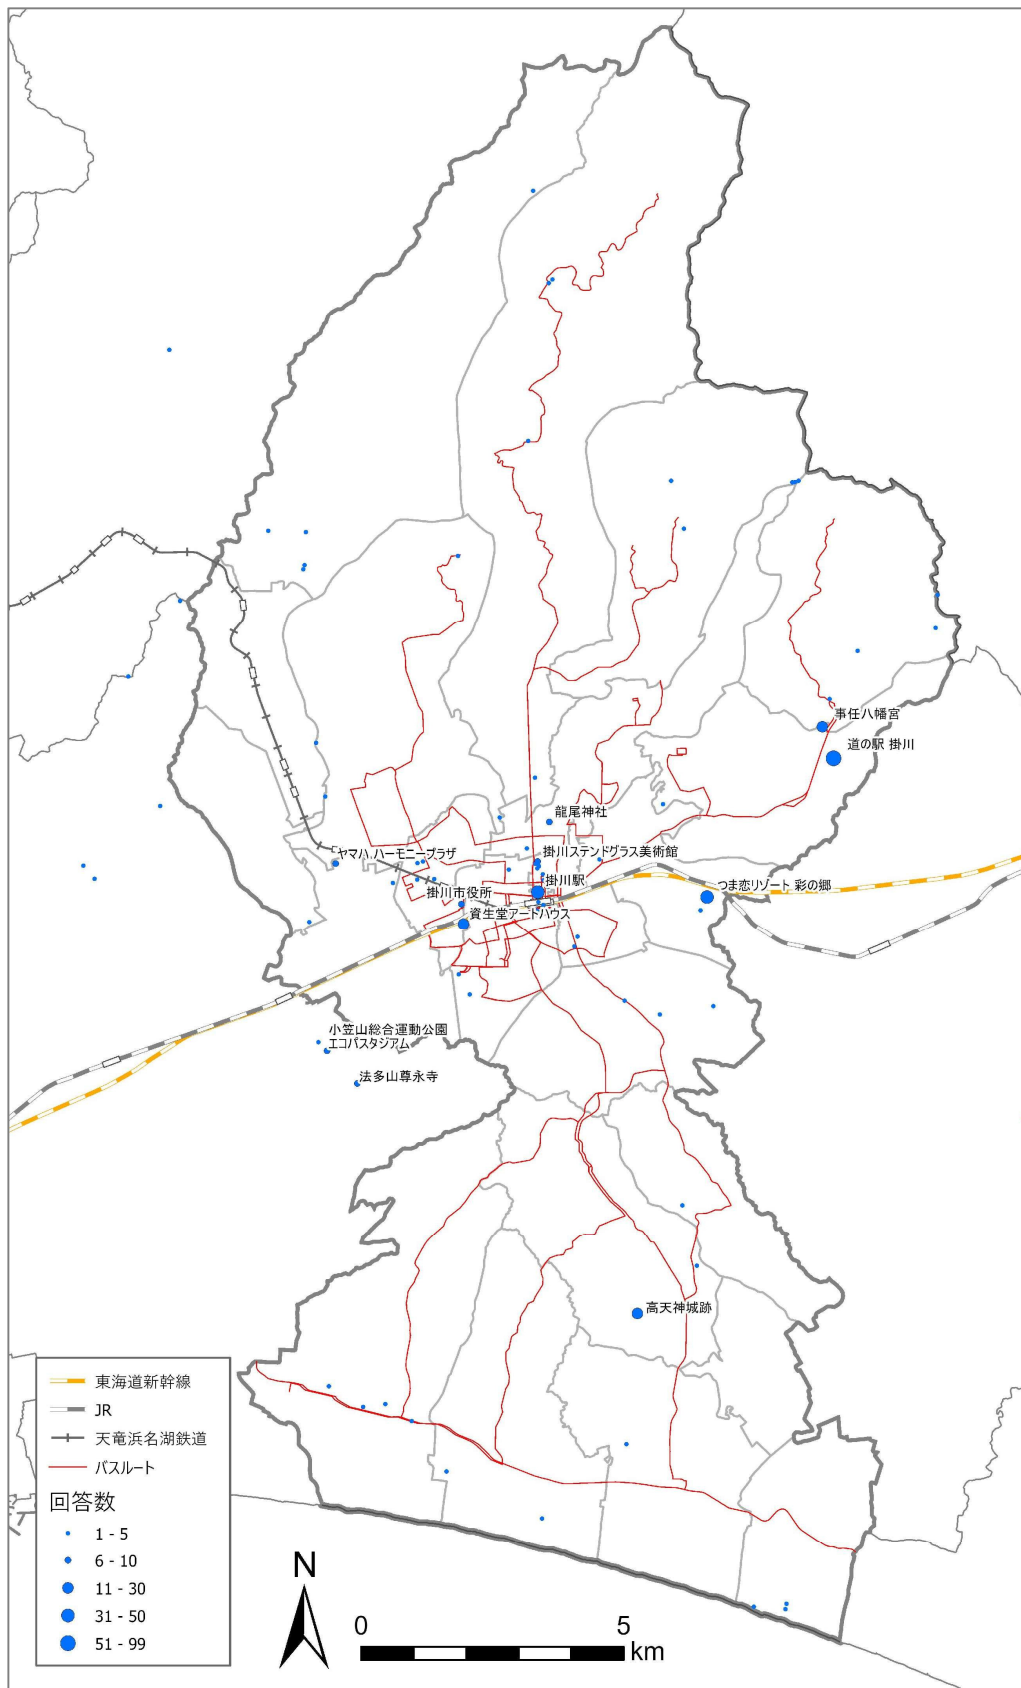 事任八幡宮
道の駅 掛川
龍尾神社
ヤマハ ハーモニープラザ
掛川ステンドグラス美術館
掛川駅
つま恋リゾート 彩の郷
掛川市役所
資生堂アートハウス
小笠山総合運動公園
エコパスタジアム
法多山尊永寺
高天神城跡
東海道新幹線
JR
天竜浜名湖鉄道
バスルート
回答数
1 - 5
6 - 10
11 - 30
31 - 50
51 - 99
N
0 5
km